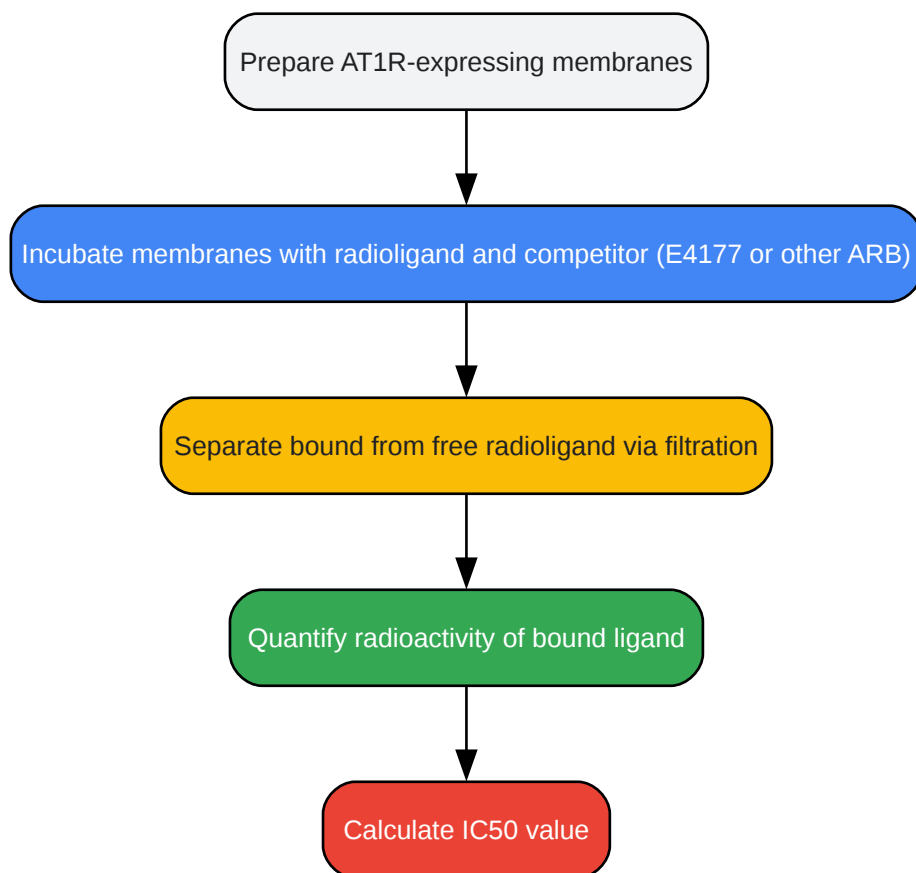 Prepare AT1R-expressing membranes
Incubate membranes with radioligand and competitor (E4177 or other ARB)
Separate bound from free radioligand via filtration
Quantify radioactivity of bound ligand
Calculate IC50 value